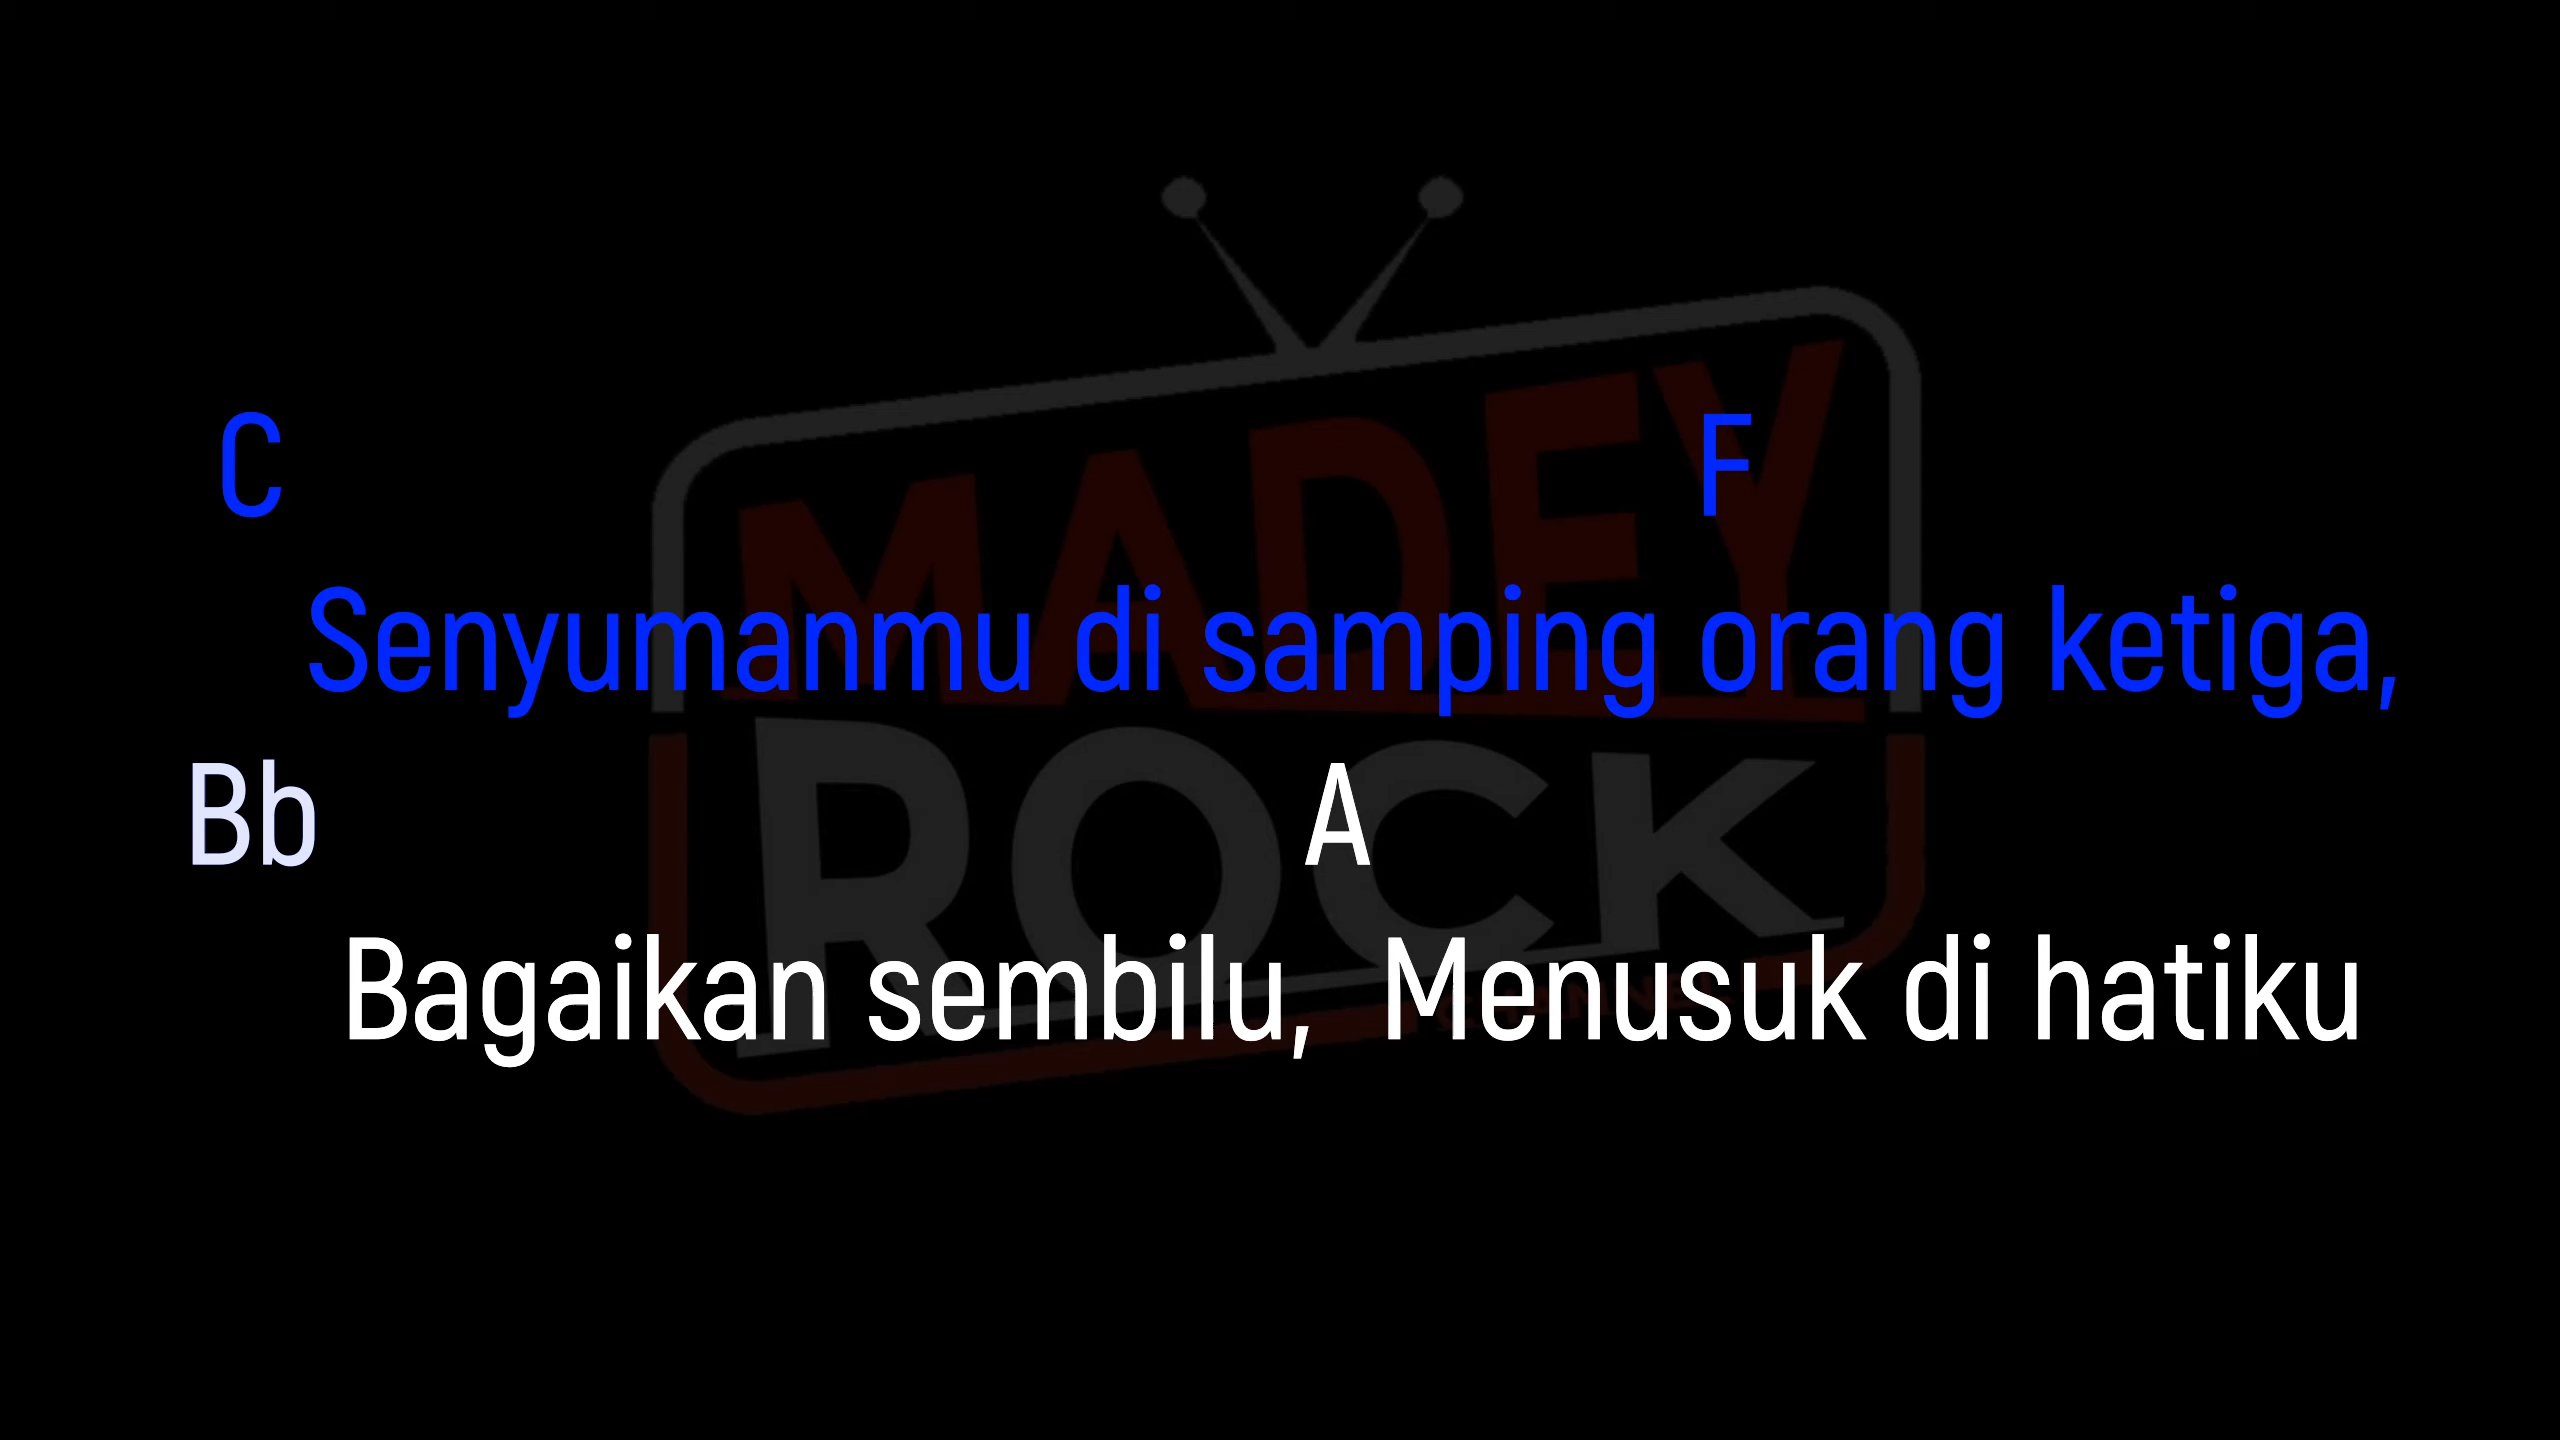 C F
Senyumanmu di samping orang ketiga,
Bb A
Bagaikan sembilu, Menusuk di hatiku
MADEY
ROCK